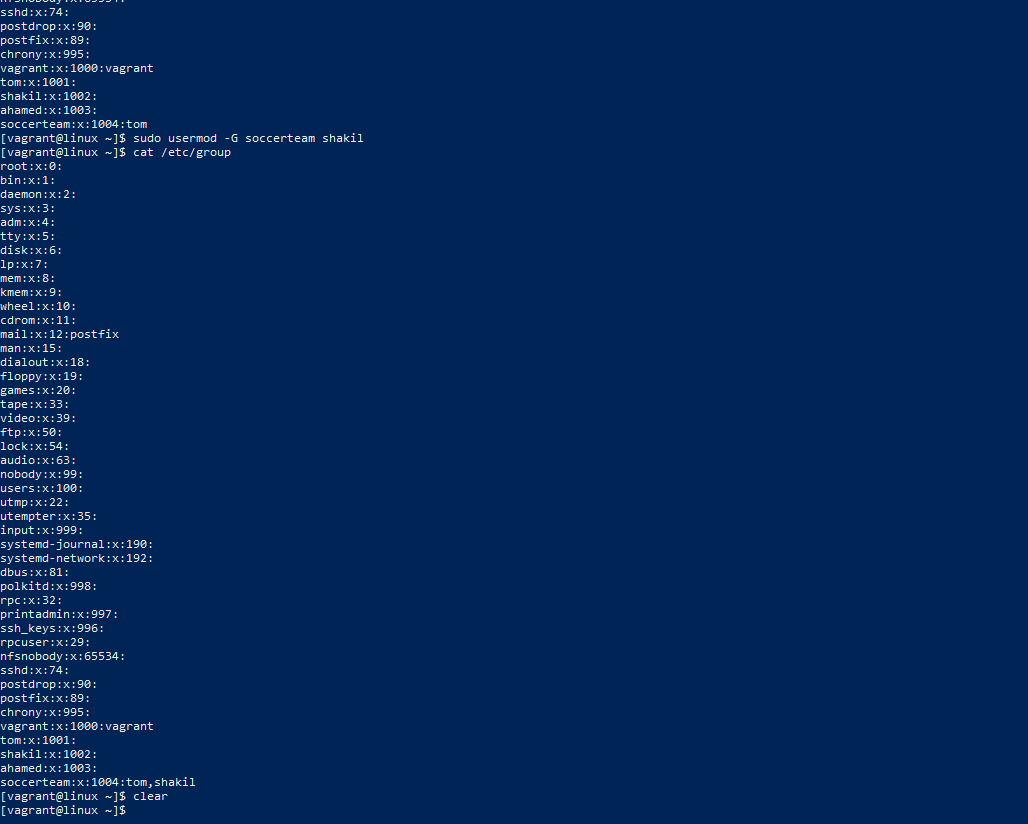 nfsnobody:x:65534:
sshd:x:74:
postdrop:x:90:
postfix:x:89:
chrony:x:995:
vagrant:x:1000:vagrant
tom:x:1001:
shakil:x:1002:
ahamed:x:1003:
soccerteam:x:1004:tom
[vagrant@linux ~]$ sudo usermod -G soccerteam shakil
[vagrant@linux ~]$ cat /etc/group
root:x:0:
bin:x:1:
daemon:x:2:
sys:x:3:
adm:x:4:
tty:x:5:
disk:x:6:
lp:x:7:
mem:x:8:
kmem:x:9:
wheel:x:10:
cdrom:x:11:
mail:x:12:postfix
man:x:15:
dialout:x:18:
floppy:x:19:
games:x:20:
tape:x:33:
video:x:39:
ftp:x:50:
lock:x:54:
audio:x:63:
nobody:x:99:
users:x:100:
utmp:x:22:
utempter:x:35:
input:x:999:
systemd-journal:x:190:
systemd-network:x:192:
dbus:x:81:
polkitd:x:998:
rpc:x:32:
printadmin:x:997:
ssh_keys:x:996:
rpcuser:x:29:
nfsnobody:x:65534:
sshd:x:74:
postdrop:x:90:
postfix:x:89:
chrony:x:995:
vagrant:x:1000:vagrant
tom:x:1001:
shakil:x:1002:
ahamed:x:1003:
soccerteam:x:1004:tom,shakil
[vagrant@linux ~]$ clear
[vagrant@linux ~]$